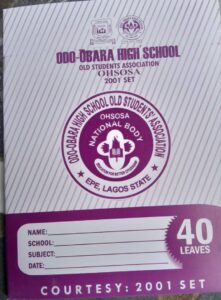 ODO-OBARA HIGH SCHOOL
OLD STUDENTS ASSOCIATION
OHSOSA
2001 SET
ODO-OBARA HIGH SCHOOL OLD STUDENTS' ASSOCIATION
OHSOSA
NATIONAL BODY
EPE, LAGOS STATE
NAME:
SCHOOL:
SUBJECT:
DATE:
40
LEAVES
COURTESY: 2001 SET